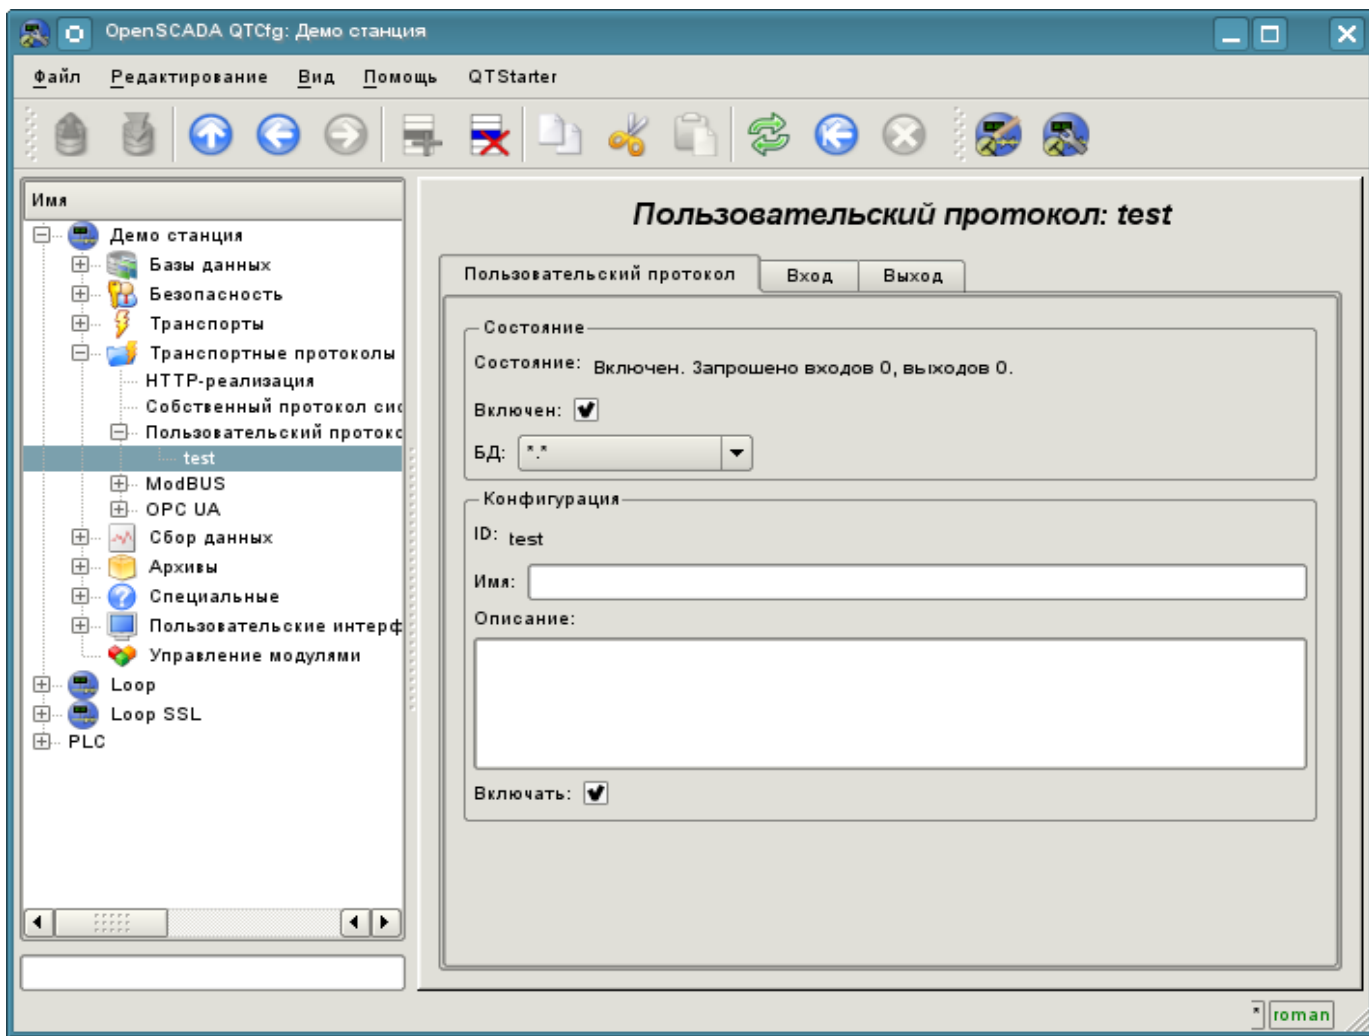 OpenSCADA QTCfg: Демо станция
Файл Редактирование Вид Помощь QTStarter
Имя
Демо станция
Базы данных
Безопасность
Транспорты
Транспортные протоколы
HTTP-реализация
Собственный протокол сис
Пользовательский протокс
test
ModBUS
OPC UA
Сбор данных
Архивы
Специальные
Пользовательские интерф
Управление модулями
Loop
Loop SSL
PLC
Пользовательский протокол: test
Пользовательский протокол Вход Выход
Состояние
Состояние: Включен. Запрошено входов 0, выходов 0.
Включен:
БД: *.*
Конфигурация
ID: test
Имя:
Описание:
Включать:
* roman